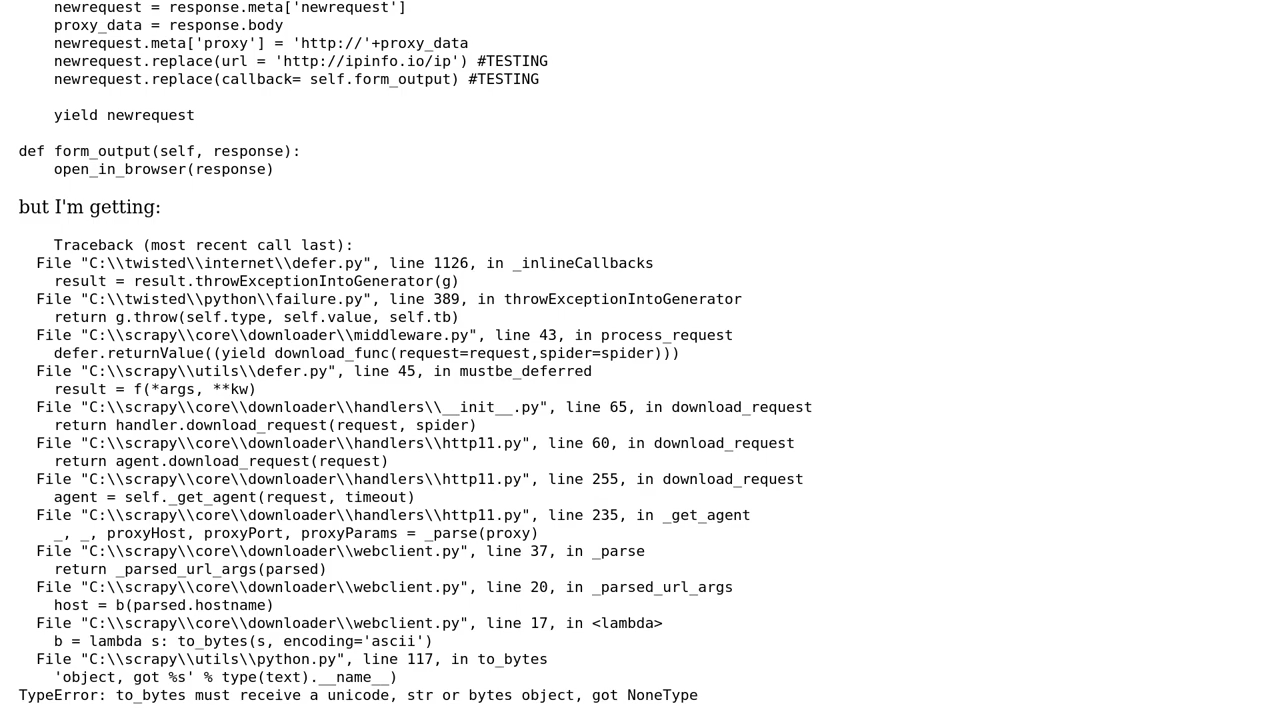 newrequest = response.meta['newrequest']
proxy_data = response.body
newrequest.meta['proxy'] = 'http://'+proxy_data
newrequest.replace(url = 'http://ipinfo.io/ip') #TESTING
newrequest.replace(callback= self.form_output) #TESTING
yield newrequest
def form_output(self, response):
open_in_browser(response)
but I'm getting:
Traceback (most recent call last):
File "C:\\twisted\\internet\\defer.py", line 1126, in _inlineCallbacks
result = result.throwExceptionIntoGenerator(g)
File "C:\\twisted\\python\\failure.py", line 389, in throwExceptionIntoGenerator
return g.throw(self.type, self.value, self.tb)
File "C:\\scrapy\\core\\downloader\\middleware.py", line 43, in process_request
defer.returnValue((yield download_func(request=request,spider=spider)))
File "C:\\scrapy\\utils\\defer.py", line 45, in mustbe_deferred
result = f(*args, **kw)
File "C:\\scrapy\\core\\downloader\\handlers\\__init__.py", line 65, in download_request
return handler.download_request(request, spider)
File "C:\\scrapy\\core\\downloader\\handlers\\http11.py", line 60, in download_request
return agent.download_request(request)
File "C:\\scrapy\\core\\downloader\\handlers\\http11.py", line 255, in download_request
agent = self._get_agent(request, timeout)
File "C:\\scrapy\\core\\downloader\\handlers\\http11.py", line 235, in _get_agent
_, _, proxyHost, proxyPort, proxyParams = _parse(proxy)
File "C:\\scrapy\\core\\downloader\\webclient.py", line 37, in _parse
return _parsed_url_args(parsed)
File "C:\\scrapy\\core\\downloader\\webclient.py", line 20, in _parsed_url_args
host = b(parsed.hostname)
File "C:\\scrapy\\core\\downloader\\webclient.py", line 17, in <lambda>
b = lambda s: to_bytes(s, encoding='ascii')
File "C:\\scrapy\\utils\\python.py", line 117, in to_bytes
'object, got %s' % type(text).__name__)
TypeError: to_bytes must receive a unicode, str or bytes object, got NoneType